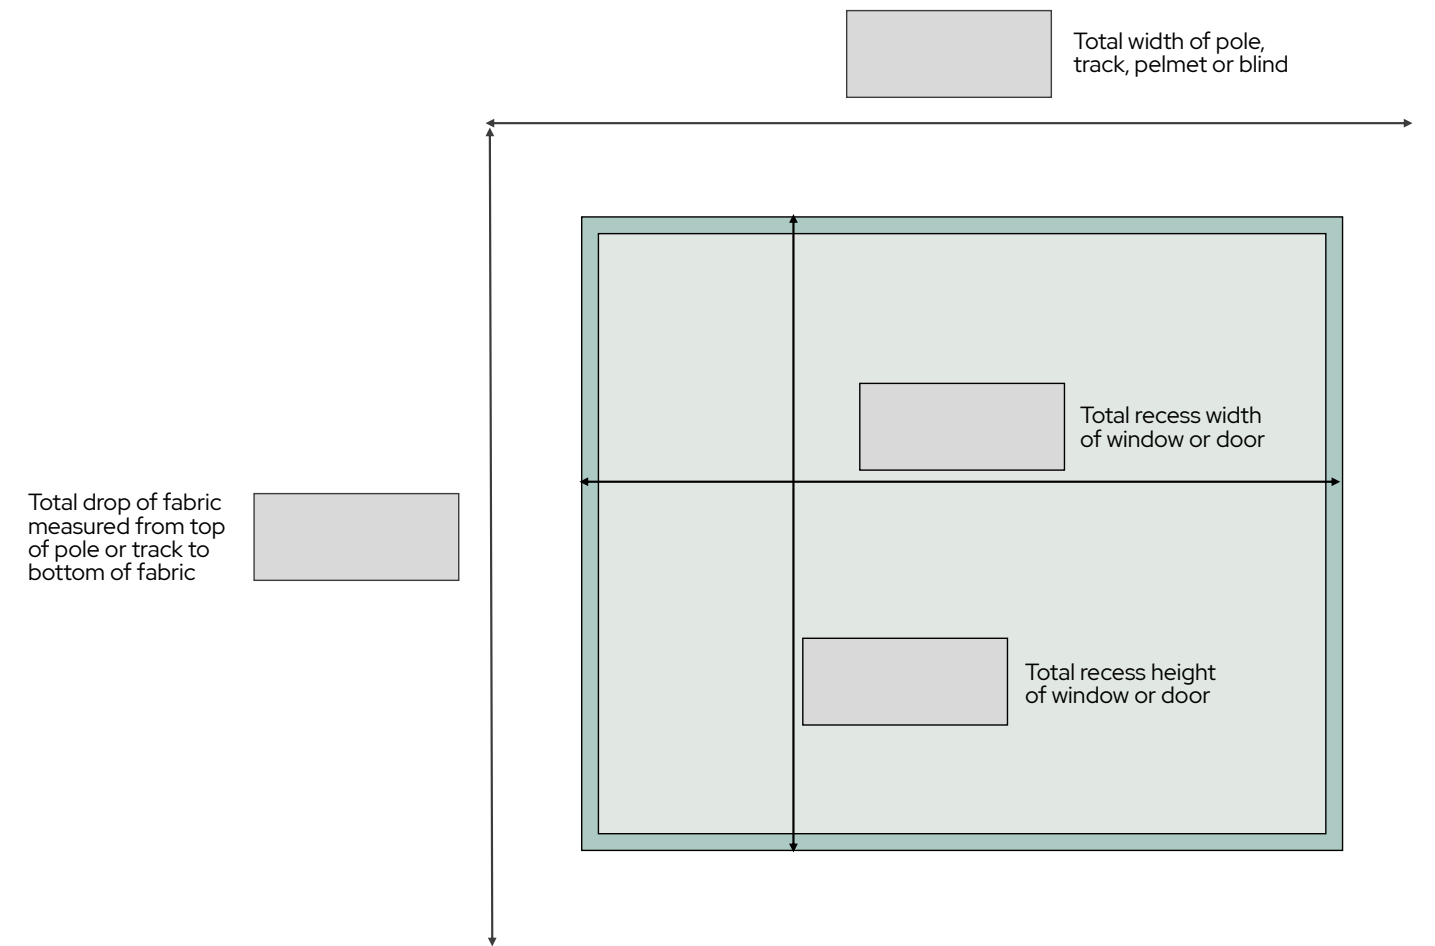 Total width of pole,
track, pelmet or blind
Total recess width
of window or door
Total drop of fabric
measured from top
of pole or track to
bottom of fabric
Total recess height
of window or door